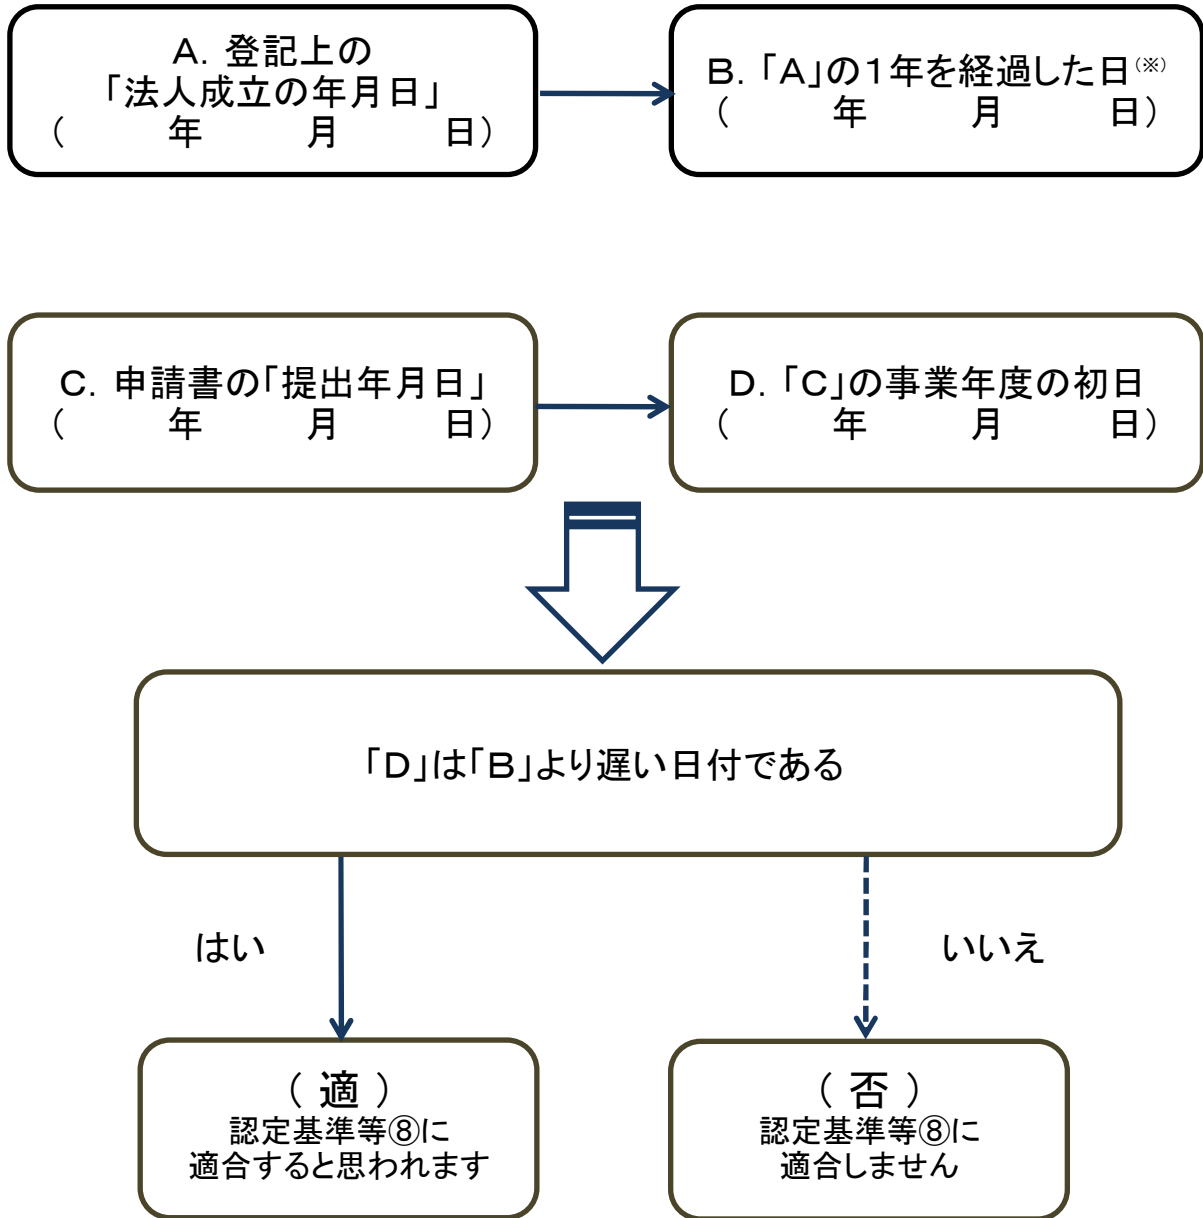 A．登記上の
「法人成立の年月日」
（　　　年　　　月　　　日）
B．「A」の１年を経過した日(※)
（　　　年　　　月　　　日）
C．申請書の「提出年月日」
（　　　年　　　月　　　日）
D．「C」の事業年度の初日
（　　　年　　　月　　　日）
「D」は「B」より遅い日付である
はい
いいえ
（ 適 ）
認定基準等⑧に
適合すると思われます
（ 否 ）
認定基準等⑧に
適合しません